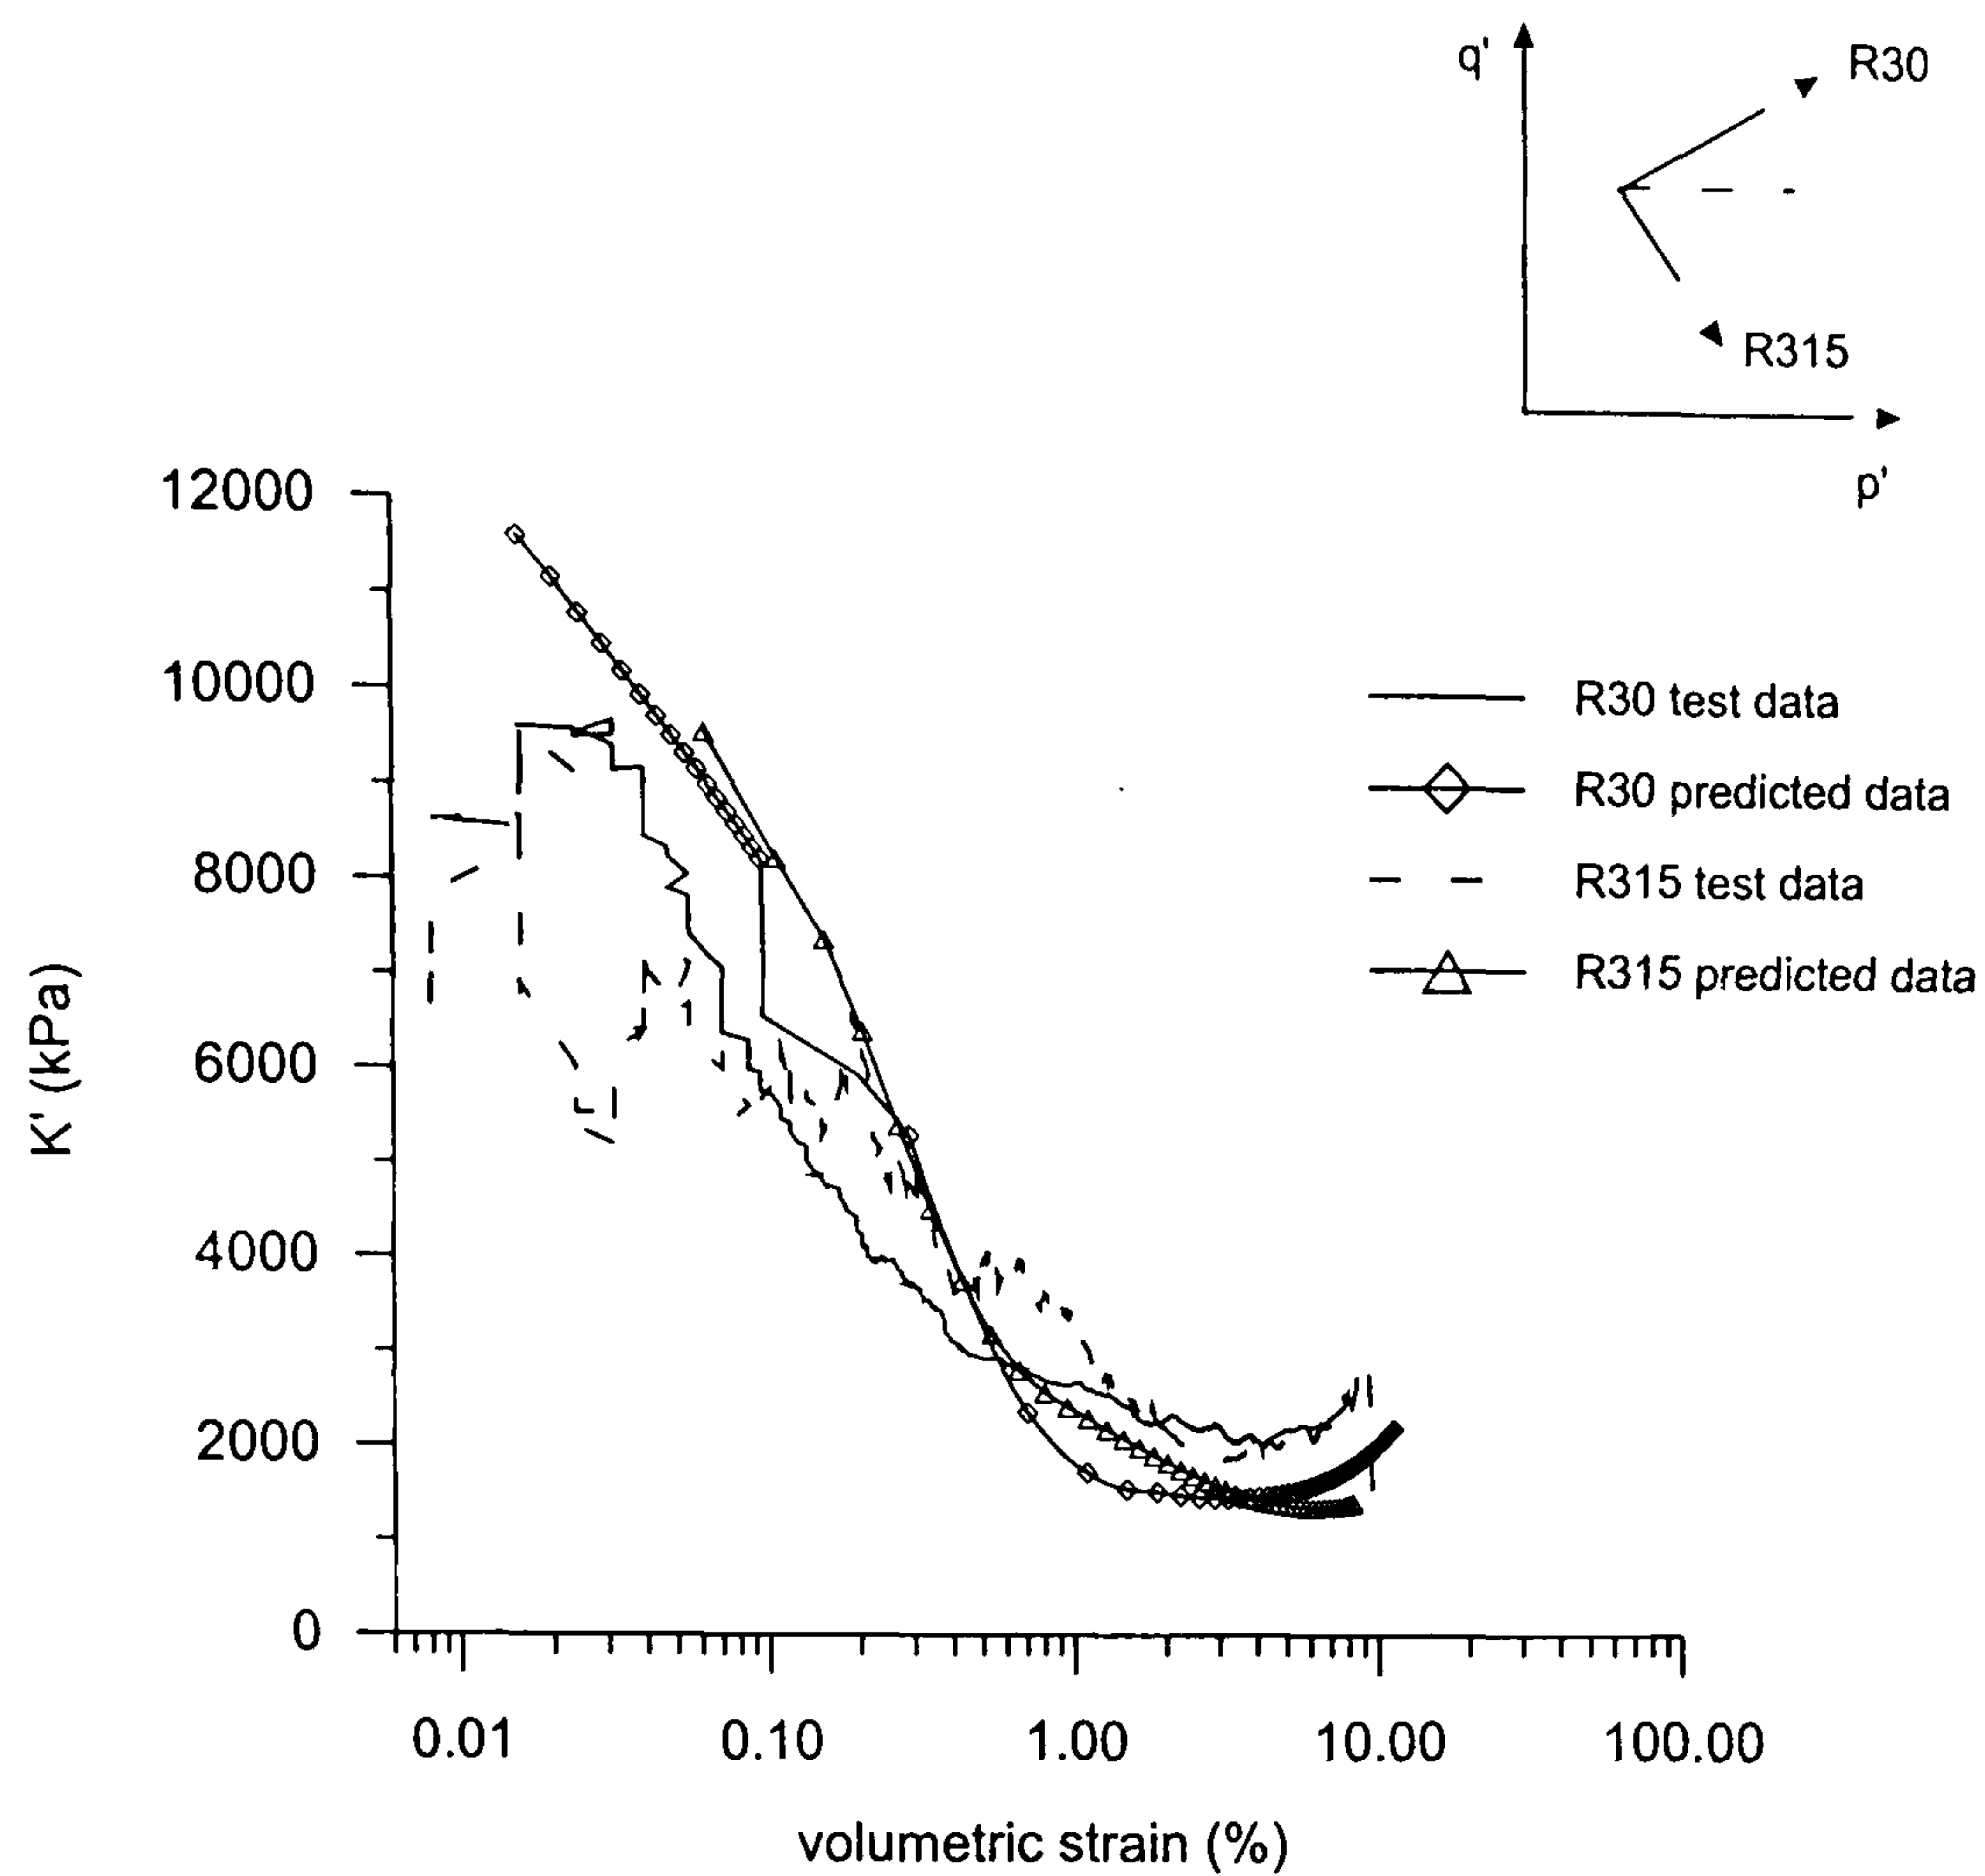 q'
R30
R315
p'
12000
10000
8000
6000
4000
2000
0
K' (kPa)
R30 test data
R30 predicted data
R315 test data
R315 predicted data
0.01 0.10 1.00 10.00 100.00
volumetric strain (%)